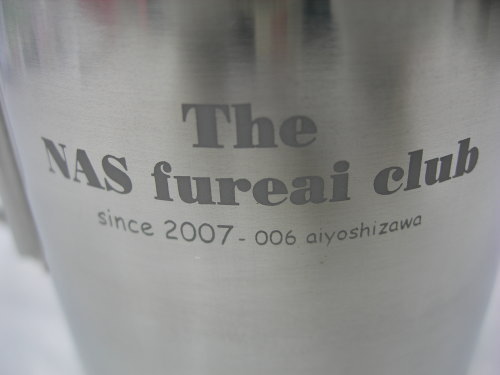 The
NAS fureai club
since 2007 - 006 aiyoshizawa